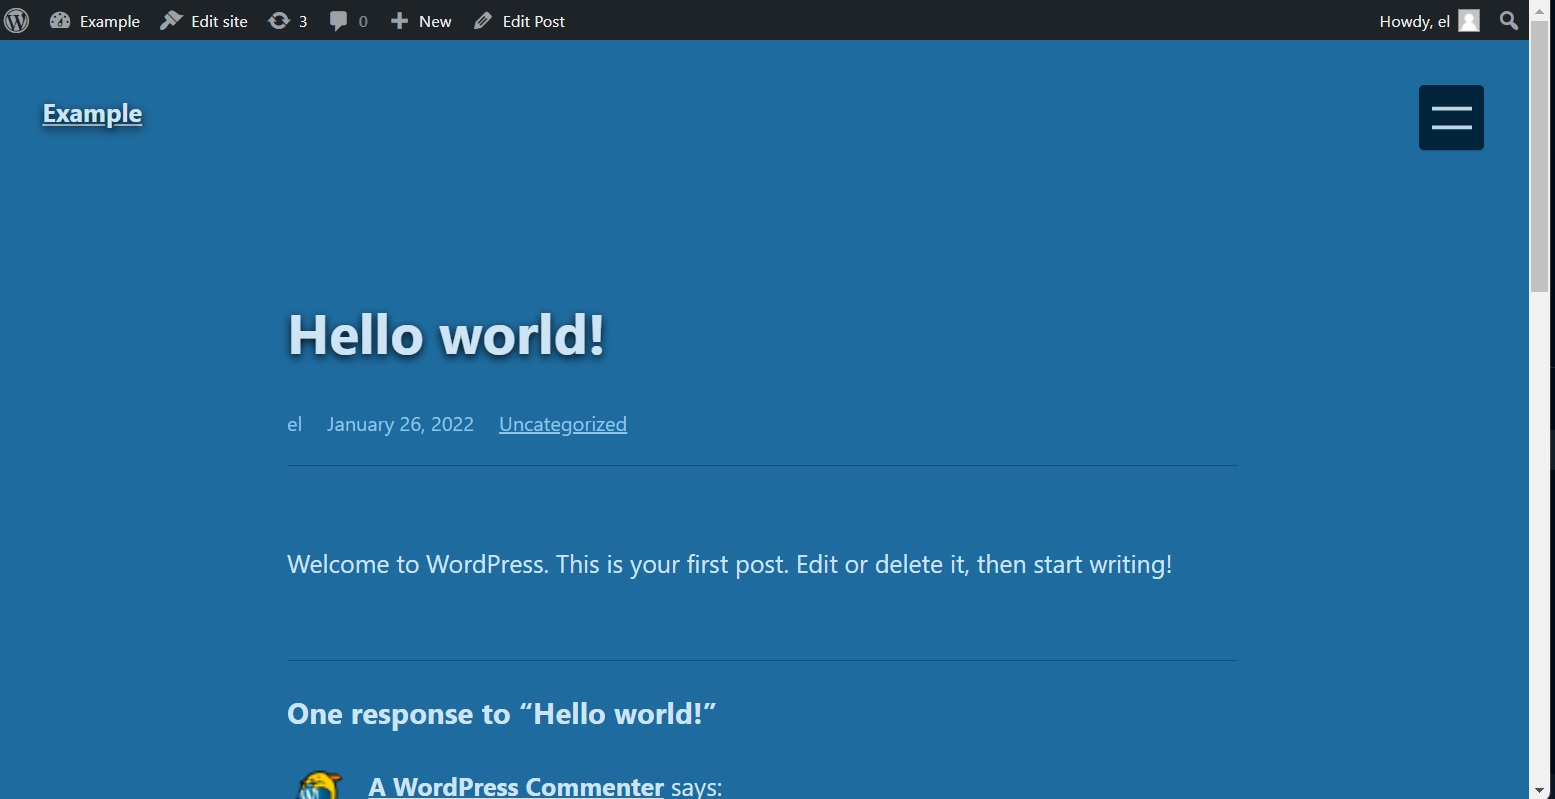 Example Edit site 3 0 New Edit Post Howdy, el
Example
Hello world!
el January 26, 2022 Uncategorized
Welcome to WordPress. This is your first post. Edit or delete it, then start writing!
One response to “Hello world!”
A WordPress Commenter says: